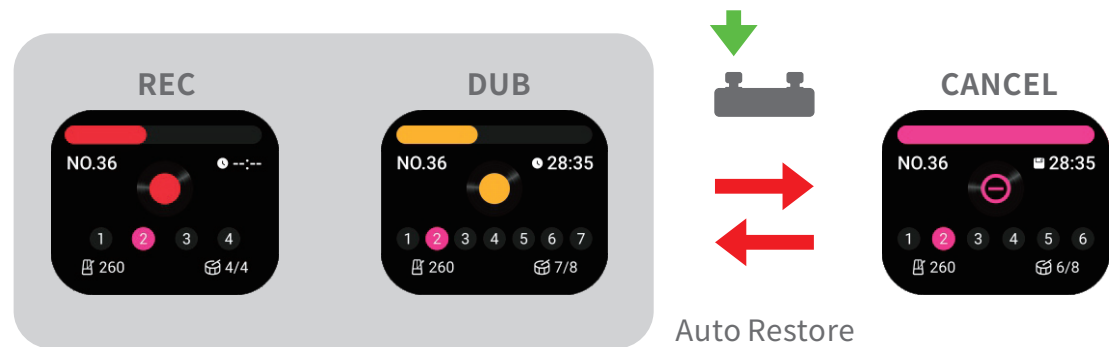 REC
NO.36 --:--
1 2 3 4
260 4/4
DUB
NO.36 28:35
1 2 3 4 5 6 7
260 7/8
Auto Restore
CANCEL
NO.36 28:35
1 2 3 4 5 6
260 6/8